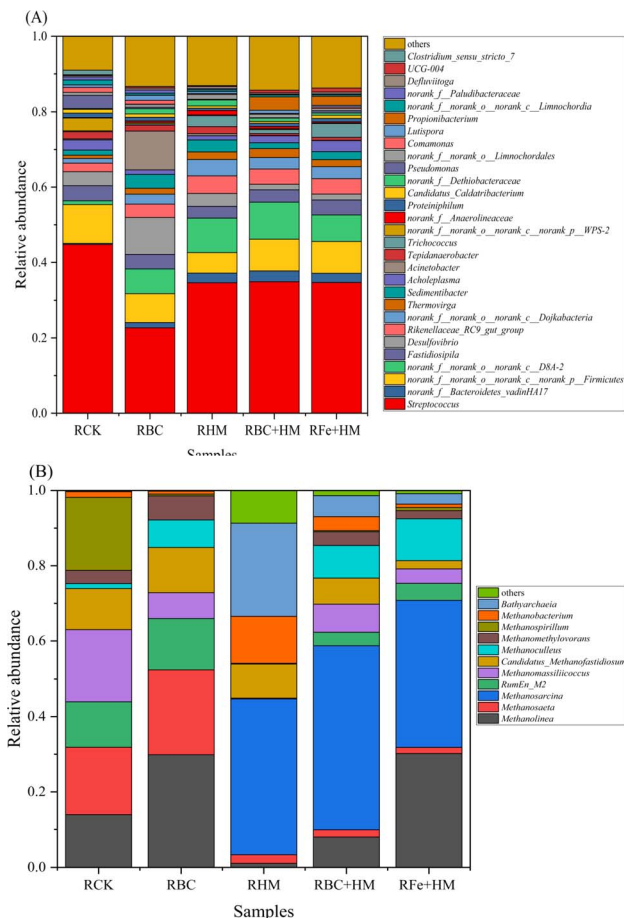 (A)
1.0
0.8
0.6
0.4
0.2
0.0
Relative abundance
RCK
RBC
RHM
RBC+HM
RFe+HM
Samples
others
Clostridium_sensu_stricto_7
UCG-004
Defluviitoga
norank_f__Paludibacteraceae
norank_f__norank_o__norank_c__Limnochordia
Propionibacterium
Lutispora
Comamonas
norank_f__norank_o__Limnochordales
Pseudomonas
norank_f__Dethiobacteraceae
Candidatus_Caldatribacterium
Proteiniphilum
norank_f__Anaerolineaceae
norank_f__norank_o__norank_c__norank_p__WPS-2
Trichococcus
Tepidanaerobacter
Acinetobacter
Acholeplasma
Sedimentibacter
Thermovirga
norank_f__norank_o__norank_c__Dojkabacteria
Rikenellaceae_RC9_gut_group
Desulfovibrio
Fastidiosipila
norank_f__norank_o__norank_c__D8A-2
norank_f__norank_o__norank_c__norank_p__Firmicutes
norank_f__Bacteroidetes_vadinHA17
Streptococcus
(B)
1.0
0.8
0.6
0.4
0.2
0.0
Relative abundance
RCK
RBC
RHM
RBC+HM
RFe+HM
Samples
others
Bathyarchaeia
Methanobacterium
Methanospirillum
Methanomethylovorans
Methanoculleus
Candidatus_Methanofastidiosum
Methanomassiliicoccus
RumEn_M2
Methanosarcina
Methanosaeta
Methanolinea